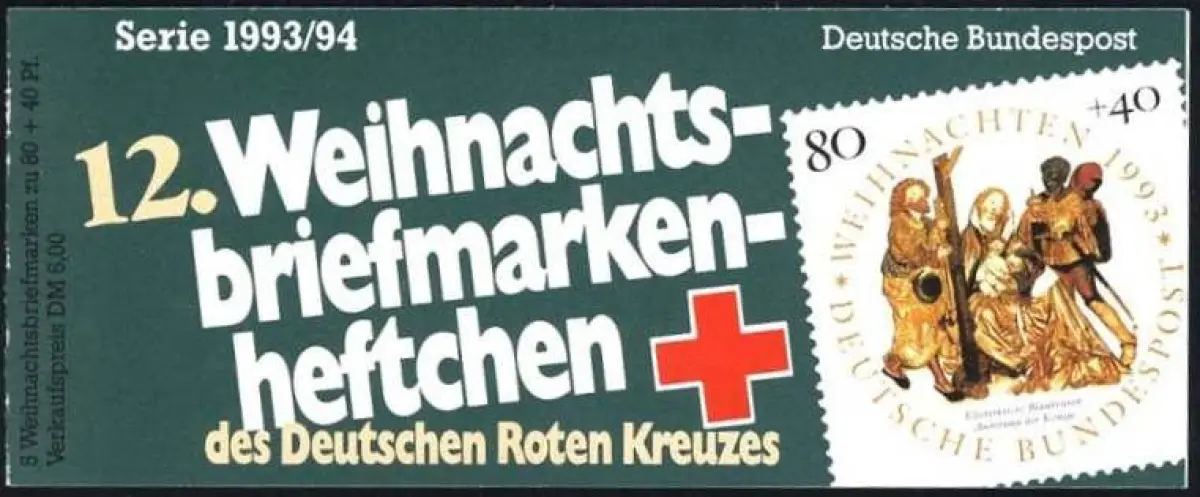 Serie 1993/94
Deutsche Bundespost
12. Weihnachts-
briefmarken-
heftchen
des Deutschen Roten Kreuzes
5 Weihnachtsbriefmarken zu 80 + 40 Pf.
Verkaufspreis DM 6,00
80
+40
WEIHNACHTEN 1993
DEUTSCHE BUNDESPOST